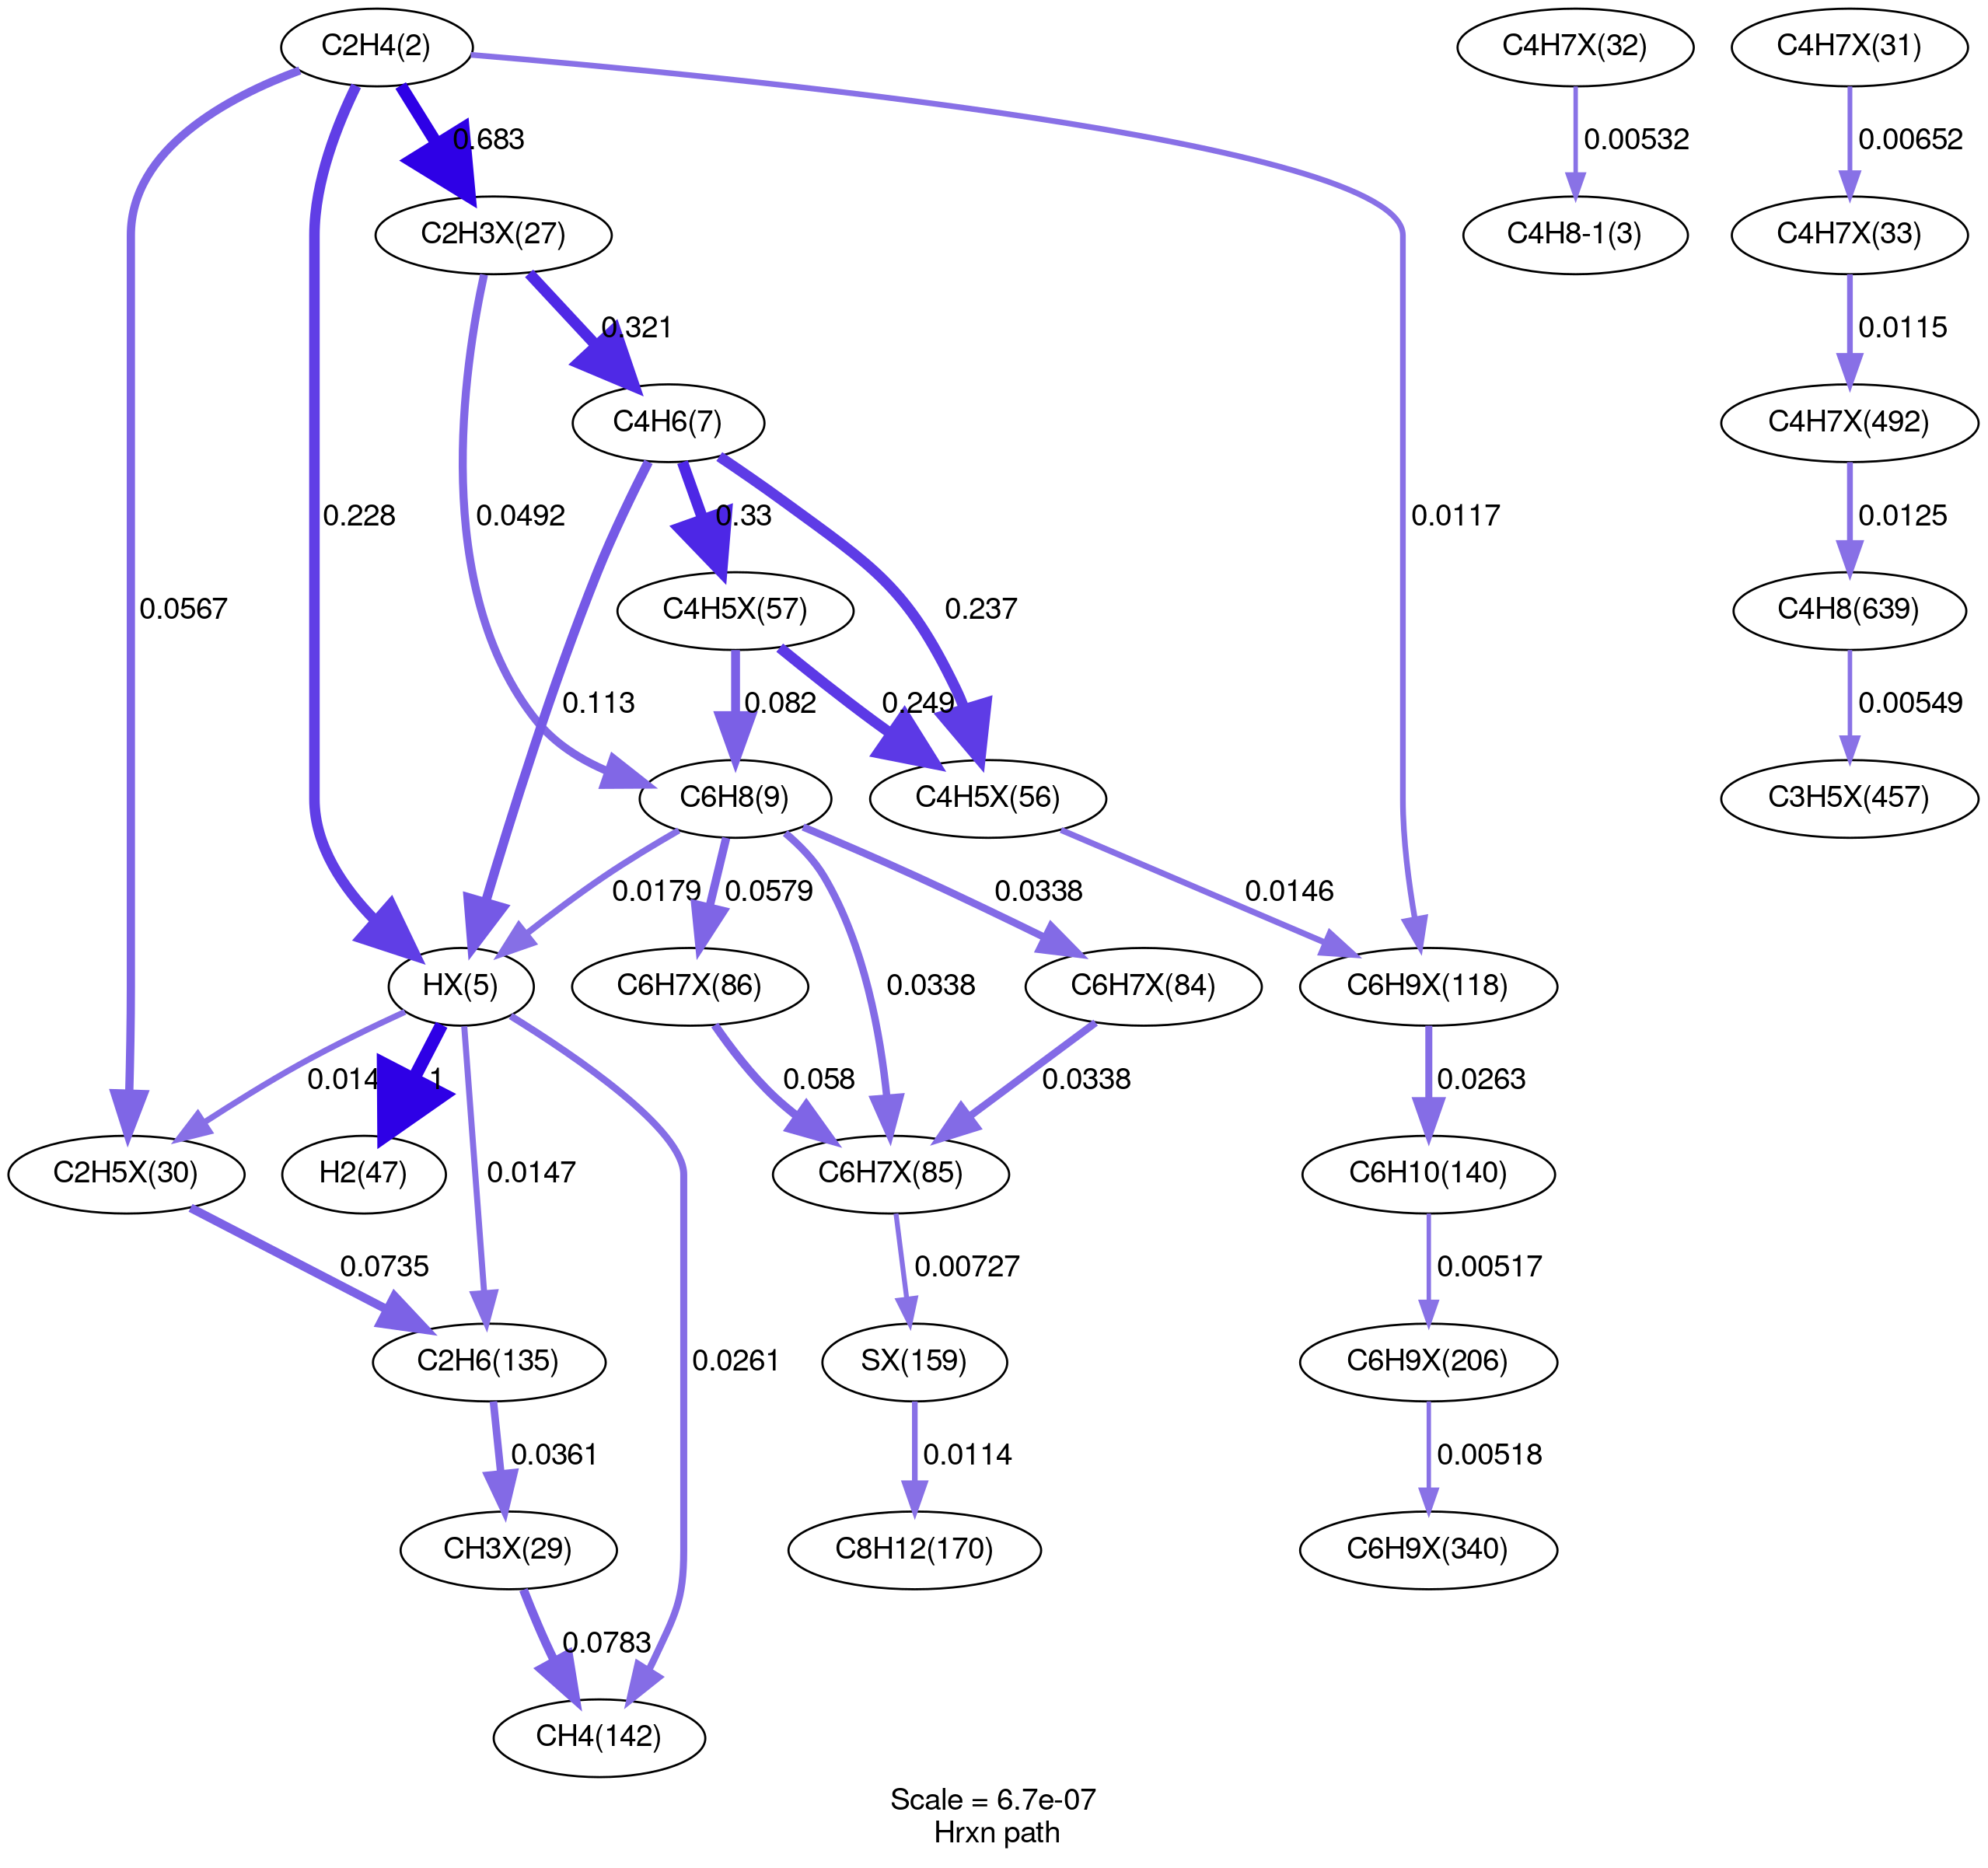 C2H4(2)
C4H7X(32)
C4H7X(31)
0.683
0.00532
0.00652
C2H3X(27)
C4H8-1(3)
C4H7X(33)
0.321
0.0115
C4H6(7)
C4H7X(492)
0.228
0.0492
0.33
0.0117
0.0125
0.0567
0.237
C4H5X(57)
C4H8(639)
0.113
0.082
0.249
0.00549
C6H8(9)
C4H5X(56)
C3H5X(457)
0.0179
0.0579
0.0338
0.0146
HX(5)
C6H7X(86)
0.0338
C6H7X(84)
C6H9X(118)
1
0.058
0.0338
0.0263
C2H5X(30)
H2(47)
0.0147
C6H7X(85)
C6H10(140)
0.0735
0.00727
0.00517
C2H6(135)
SX(159)
C6H9X(206)
0.0261
0.0361
0.0114
0.00518
CH3X(29)
C8H12(170)
C6H9X(340)
0.0783
CH4(142)
Scale = 6.7e-07
Hrxn path